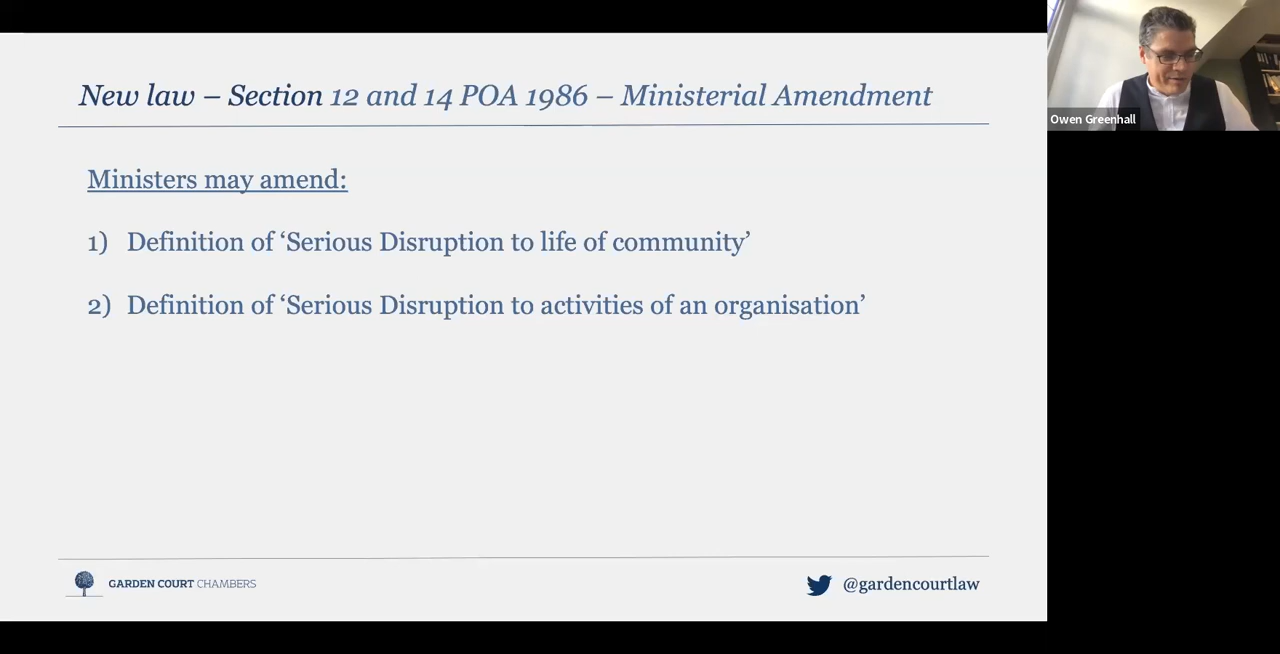 New law – Section 12 and 14 POA 1986 – Ministerial Amendment
Owen Greenhall
Ministers may amend:
1) Definition of ‘Serious Disruption to life of community’
2) Definition of ‘Serious Disruption to activities of an organisation’
GARDEN COURT CHAMBERS
@gardencourtlaw